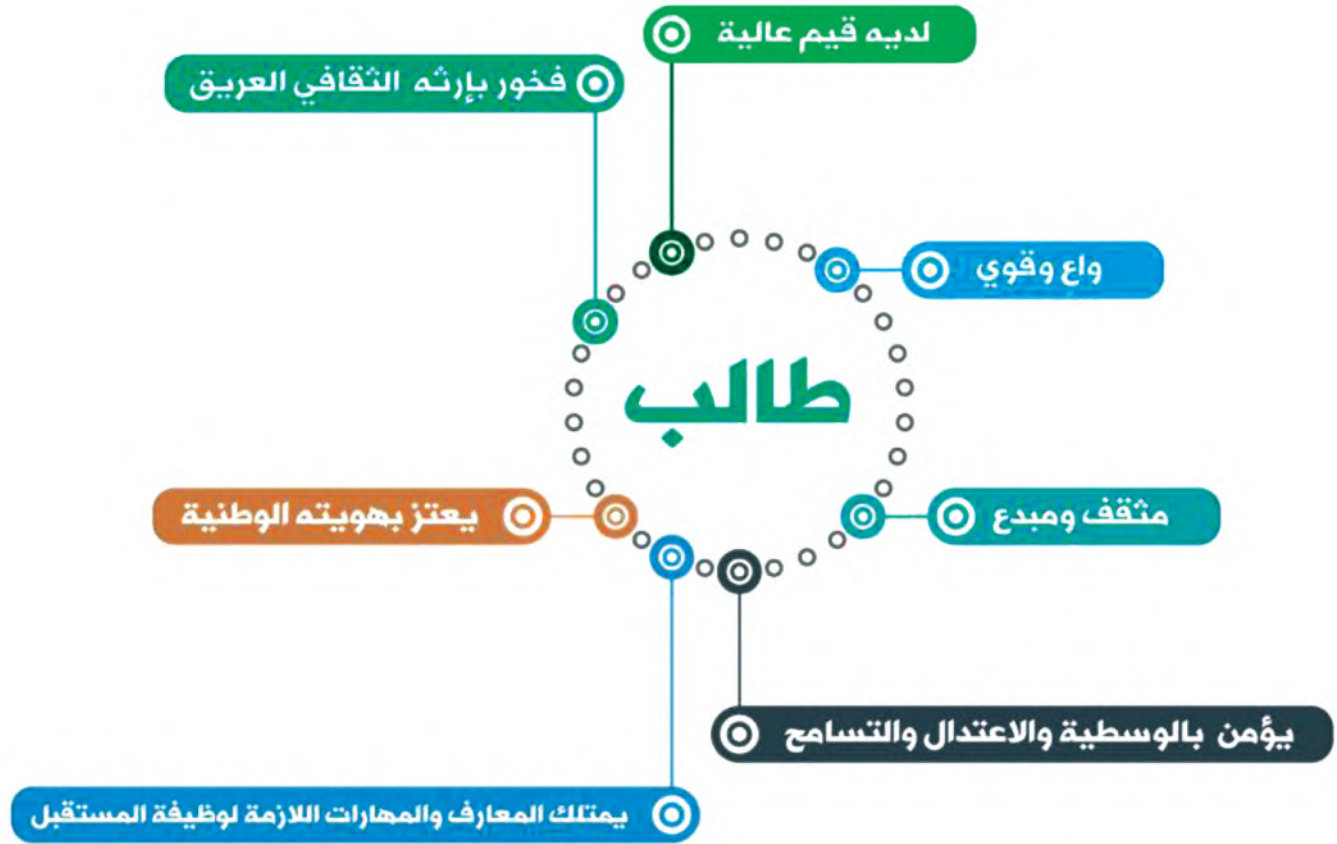 لديه قيم عالية
فخور بإرثه الثقافي العريق
واع وقوي
طالب
يعتز بهويته الوطنية
مثقف ومبدع
يؤمن بالوسطية والاعتدال والتسامح
يمتلك المعارف والمهارات اللازمة لوظيفة المستقبل